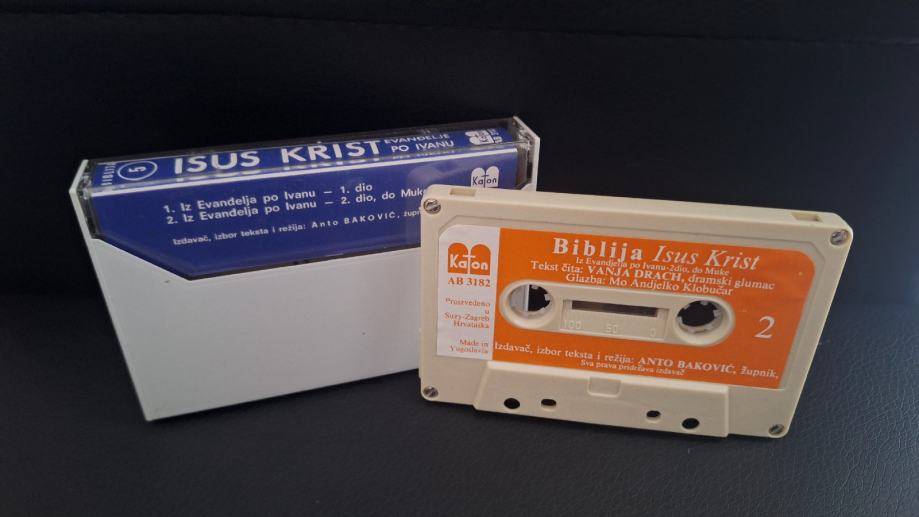 BIBLIJA
5
ISUS KRIST
EVANĐELJE
PO IVANU
Katon
1. Iz Evanđelja po Ivanu — 1. dio
2. Iz Evanđelja po Ivanu — 2. dio, do Muke
Izdavač, izbor teksta i režija: Anto BAKOVIĆ,
Katon
AB 3182
Proizvedeno
u
Suzy-Zagreb
Hrvatska
Made in
Yugoslavia
Biblija Isus Krist
Iz Evandjelja po Ivanu-2dio, do Muke
Tekst čita: VANJA DRACH, dramski glumac
Glazba: Mo Andjelko Klobučar
100 50 0
2
Izdavač, izbor teksta i režija: ANTO BAKOVIĆ, župnik,
Sva prava pridržava izdavač